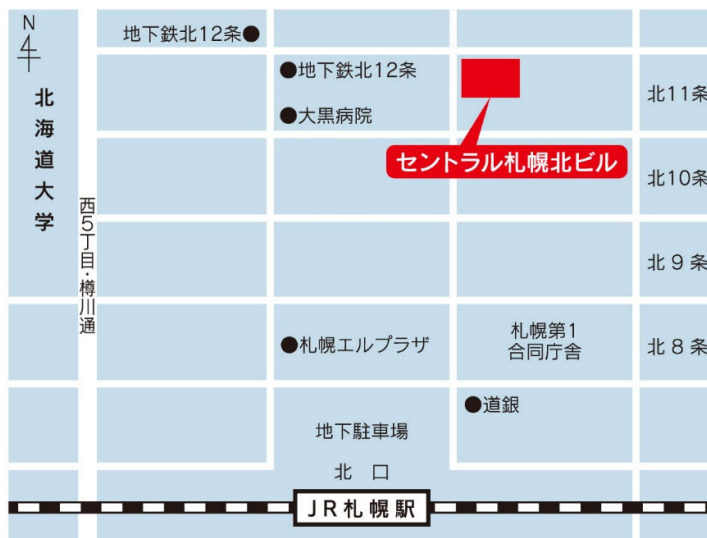 N
地下鉄北12条●
●地下鉄北12条
北11条
北海道大学
●大黒病院
セントラル札幌北ビル
北10条
西5丁目・樽川通
北9条
●札幌エルプラザ
札幌第1
合同庁舎
北8条
●道銀
地下駐車場
北口
JR札幌駅